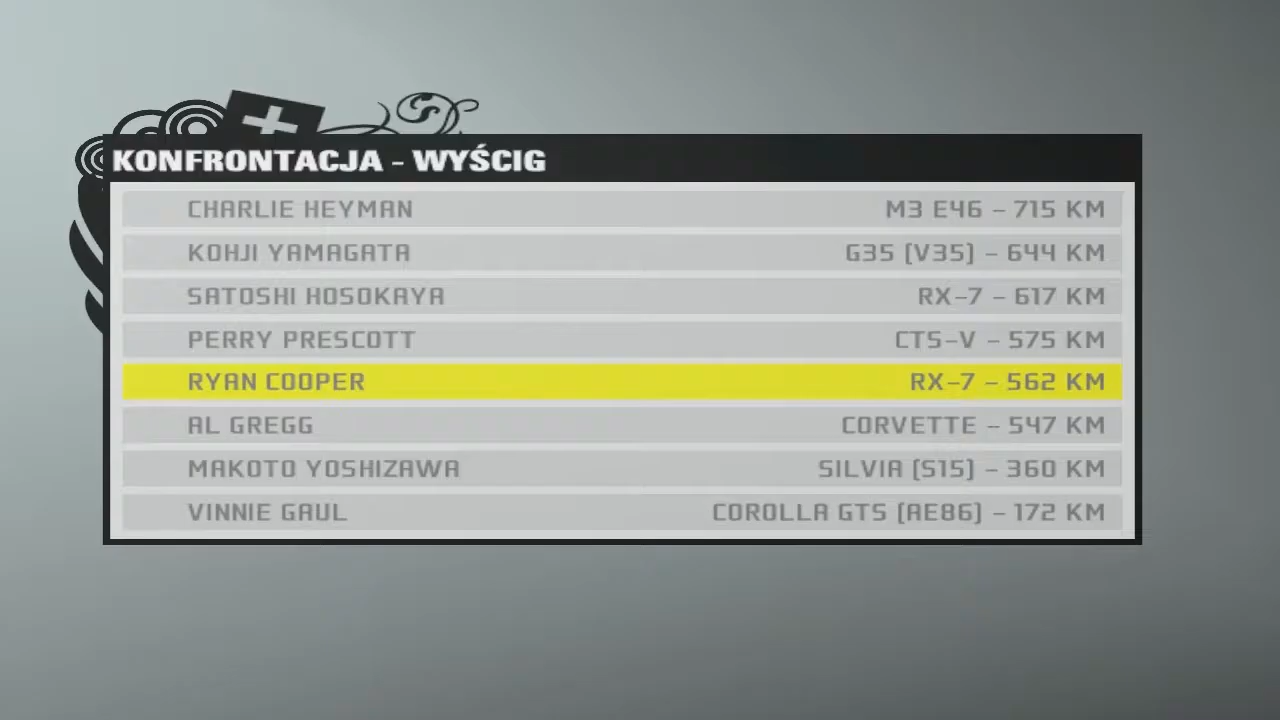 KONFRONTACJA - WYŚCIG
CHARLIE HEYMAN M3 E46 - 715 KM
KOHJI YAMAGATA G35 (V35) - 644 KM
SATOSHI HOSOKAYA RX-7 - 617 KM
PERRY PRESCOTT CTS-V - 575 KM
RYAN COOPER RX-7 - 562 KM
AL GREGG CORVETTE - 547 KM
MAKOTO YOSHIZAWA SILVIA (S15) - 360 KM
VINNIE GAUL COROLLA GTS (AE86) - 172 KM